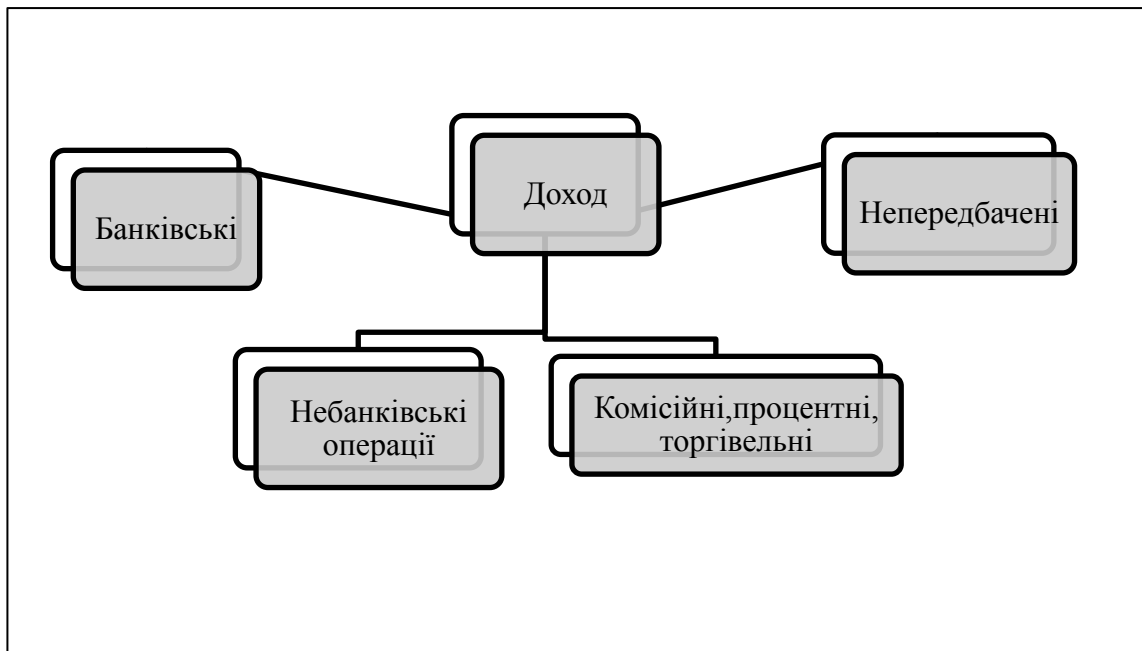 Доход
Банківські
Непередбачені
Небанківські
операції
Комісійні,процентні,
торгівельні